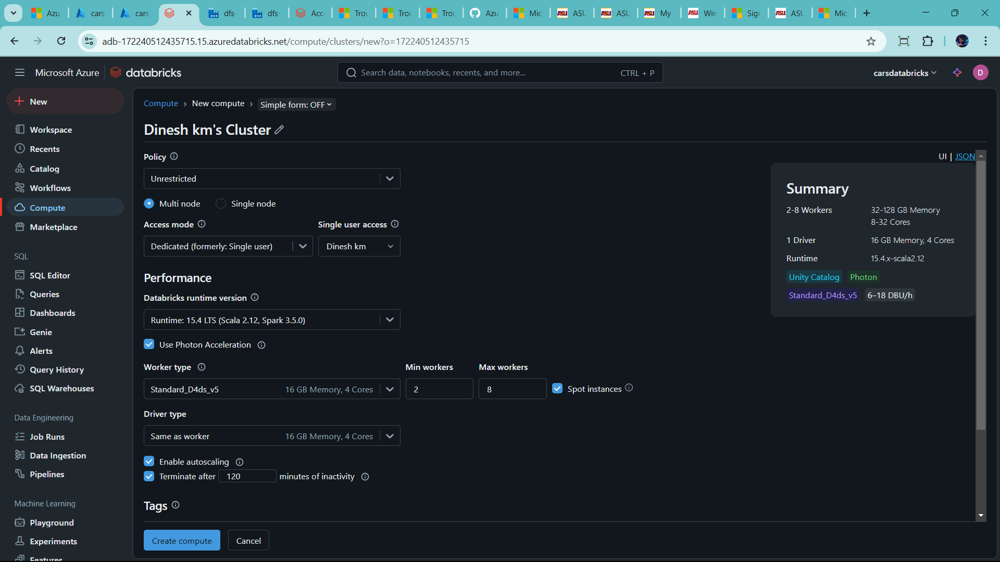 Azu
cars
cars
dfs-
dfs-
Acc
Trou
Trou
Trou
Azu
Mic
ASU
ASU
My
Win
Sigr
ASU
Mic
adb-172240512435715.15.azuredatabricks.net/compute/clusters/new?o=172240512435715
Microsoft Azure databricks
Search data, notebooks, recents, and more... CTRL + P
carsdatabricks D
New
Workspace
Recents
Catalog
Workflows
Compute
Marketplace
SQL
SQL Editor
Queries
Dashboards
Genie
Alerts
Query History
SQL Warehouses
Data Engineering
Job Runs
Data Ingestion
Pipelines
Machine Learning
Playground
Experiments
Features
Compute › New compute › Simple form: OFF
Dinesh km's Cluster
Policy
Unrestricted
Multi node Single node
Access mode Single user access
Dedicated (formerly: Single user) Dinesh km
Performance
Databricks runtime version
Runtime: 15.4 LTS (Scala 2.12, Spark 3.5.0)
Use Photon Acceleration
Worker type Min workers Max workers
Standard_D4ds_v5 16 GB Memory, 4 Cores 2 8 Spot instances
Driver type
Same as worker 16 GB Memory, 4 Cores
Enable autoscaling
Terminate after 120 minutes of inactivity
Tags
Create compute Cancel
UI | JSON
Summary
2-8 Workers 32-128 GB Memory
8-32 Cores
1 Driver 16 GB Memory, 4 Cores
Runtime 15.4.x-scala2.12
Unity Catalog Photon
Standard_D4ds_v5 6–18 DBU/h